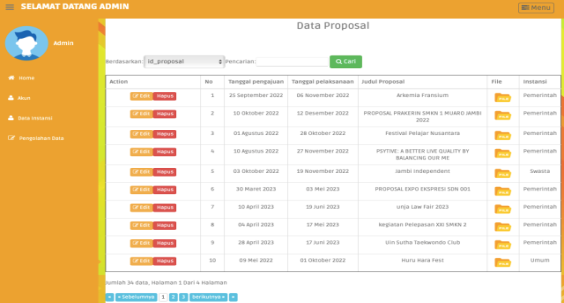 SELAMAT DATANG ADMIN
Menu
Admin
Home
Akun
Data Instansi
Pengolahan Data
Data Proposal
Berdasarkan: id_proposal Pencarian: Cari
Action No Tanggal pengajuan Tanggal pelaksanaan Judul Proposal File Instansi
Edit Hapus 1 25 September 2022 06 November 2022 Arkemia Fransium Pemerintah
Edit Hapus 2 10 Oktober 2022 12 Desember 2022 PROPOSAL PRAKERIN SMKN 1 MUARO JAMBI 2022 Pemerintah
Edit Hapus 3 01 Agustus 2022 28 Oktober 2022 Festival Pelajar Nusantara Pemerintah
Edit Hapus 4 10 Agustus 2022 27 November 2022 PSYTIVE: A BETTER LIVE QUALITY BY BALANCING OUR ME Pemerintah
Edit Hapus 5 03 Oktober 2022 19 November 2022 Jambi Independent Swasta
Edit Hapus 6 30 Maret 2023 03 Mei 2023 PROPOSAL EXPO EKSPRESI SDN 001 Pemerintah
Edit Hapus 7 10 April 2023 19 Juni 2023 unja Law Fair 2023 Pemerintah
Edit Hapus 8 04 April 2023 17 Mei 2023 kegiatan Pelepasan XXI SMKN 2 Pemerintah
Edit Hapus 9 28 April 2023 17 Juni 2023 Uin Sutha Taekwondo Club Pemerintah
Edit Hapus 10 09 Mei 2022 01 Oktober 2022 Huru Hara Fest Umum
Jumlah 34 data, Halaman 1 Dari 4 Halaman
« « Sebelumnya 1 2 3 Berikutnya » »